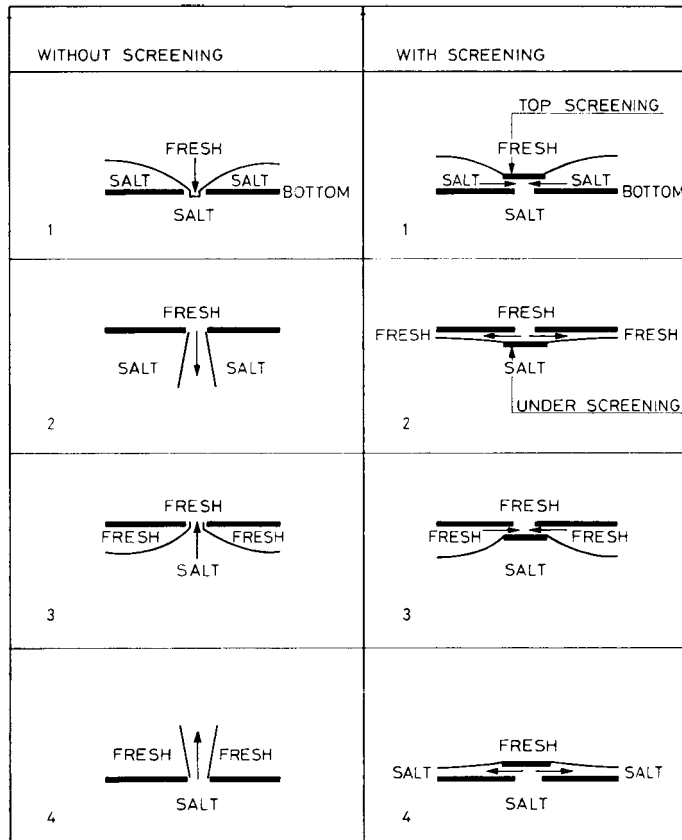 WITHOUT SCREENING
WITH SCREENING
FRESH
SALT SALT
BOTTOM
SALT
1
TOP SCREENING
FRESH
SALT SALT
BOTTOM
SALT
1
FRESH
SALT SALT
2
FRESH
FRESH FRESH
SALT
UNDER SCREENING
2
FRESH
FRESH FRESH
SALT
3
FRESH
FRESH FRESH
SALT
3
FRESH FRESH
SALT
4
FRESH
SALT SALT
SALT
4